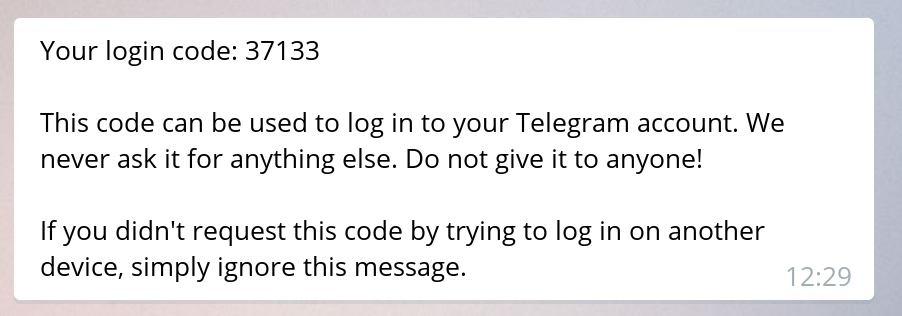 Your login code: 37133
This code can be used to log in to your Telegram account. We
never ask it for anything else. Do not give it to anyone!
If you didn't request this code by trying to log in on another
device, simply ignore this message.
12:29